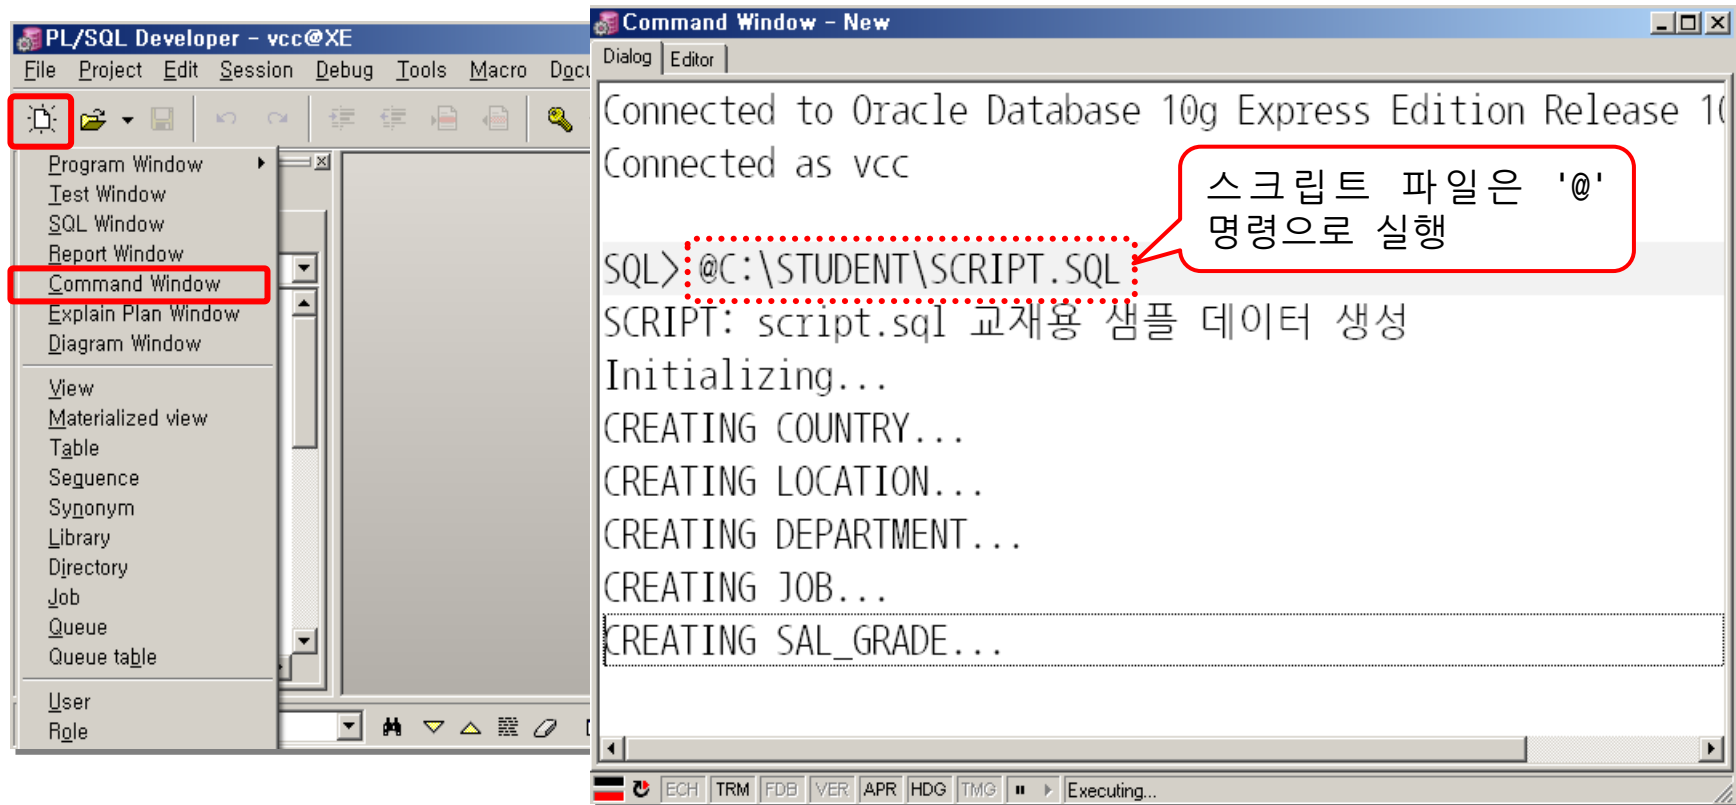 PL/SQL Developer - vcc@XE
File Project Edit Session Debug Tools Macro Docu
Program Window
Test Window
SQL Window
Report Window
Command Window
Explain Plan Window
Diagram Window
View
Materialized view
Table
Sequence
Synonym
Library
Directory
Job
Queue
Queue table
User
Role
Command Window - New
Dialog Editor
Connected to Oracle Database 10g Express Edition Release 10
Connected as vcc
스크립트 파일은 '@'
명령으로 실행
SQL> @C:\STUDENT\SCRIPT.SQL
SCRIPT: script.sql 교재용 샘플 데이터 생성
Initializing...
CREATING COUNTRY...
CREATING LOCATION...
CREATING DEPARTMENT...
CREATING JOB...
CREATING SAL_GRADE...
ECH TRM FDB VER APR HDG TMG Executing...